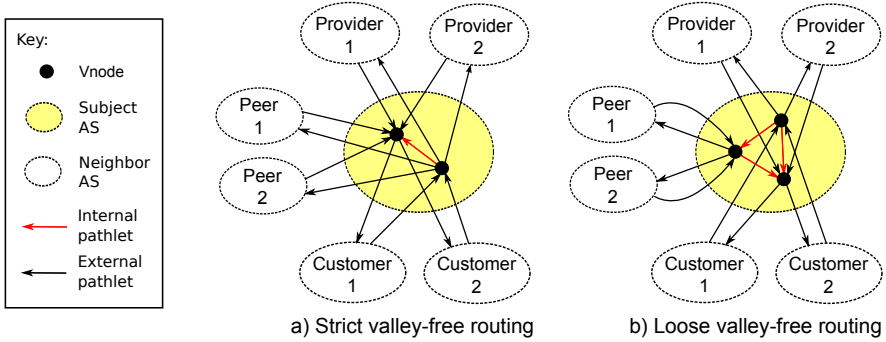 Key:
Vnode
Subject
AS
Neighbor
AS
Internal
pathlet
External
pathlet
Provider
1
Provider
2
Peer
1
Peer
2
Customer
1
Customer
2
a) Strict valley-free routing
Provider
1
Provider
2
Peer
1
Peer
2
Customer
1
Customer
2
b) Loose valley-free routing